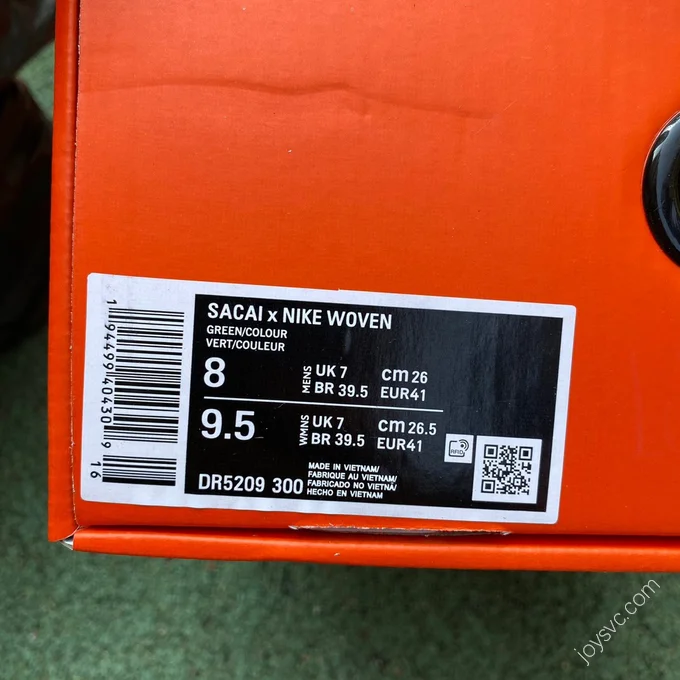 SACAI x NIKE WOVEN
GREEN/COLOUR
VERT/COULEUR
8 MENS UK 7 cm 26
BR 39.5 EUR41
9.5 WMNS UK 7 cm 26.5
BR 39.5 EUR41
RFID
DR5209 300
MADE IN VIETNAM/
FABRIQUE AU VIETNAM/
FABRICADO NO VIETNÃ/
HECHO EN VIETNAM
1 94499 40430 9
16
joysvc.com